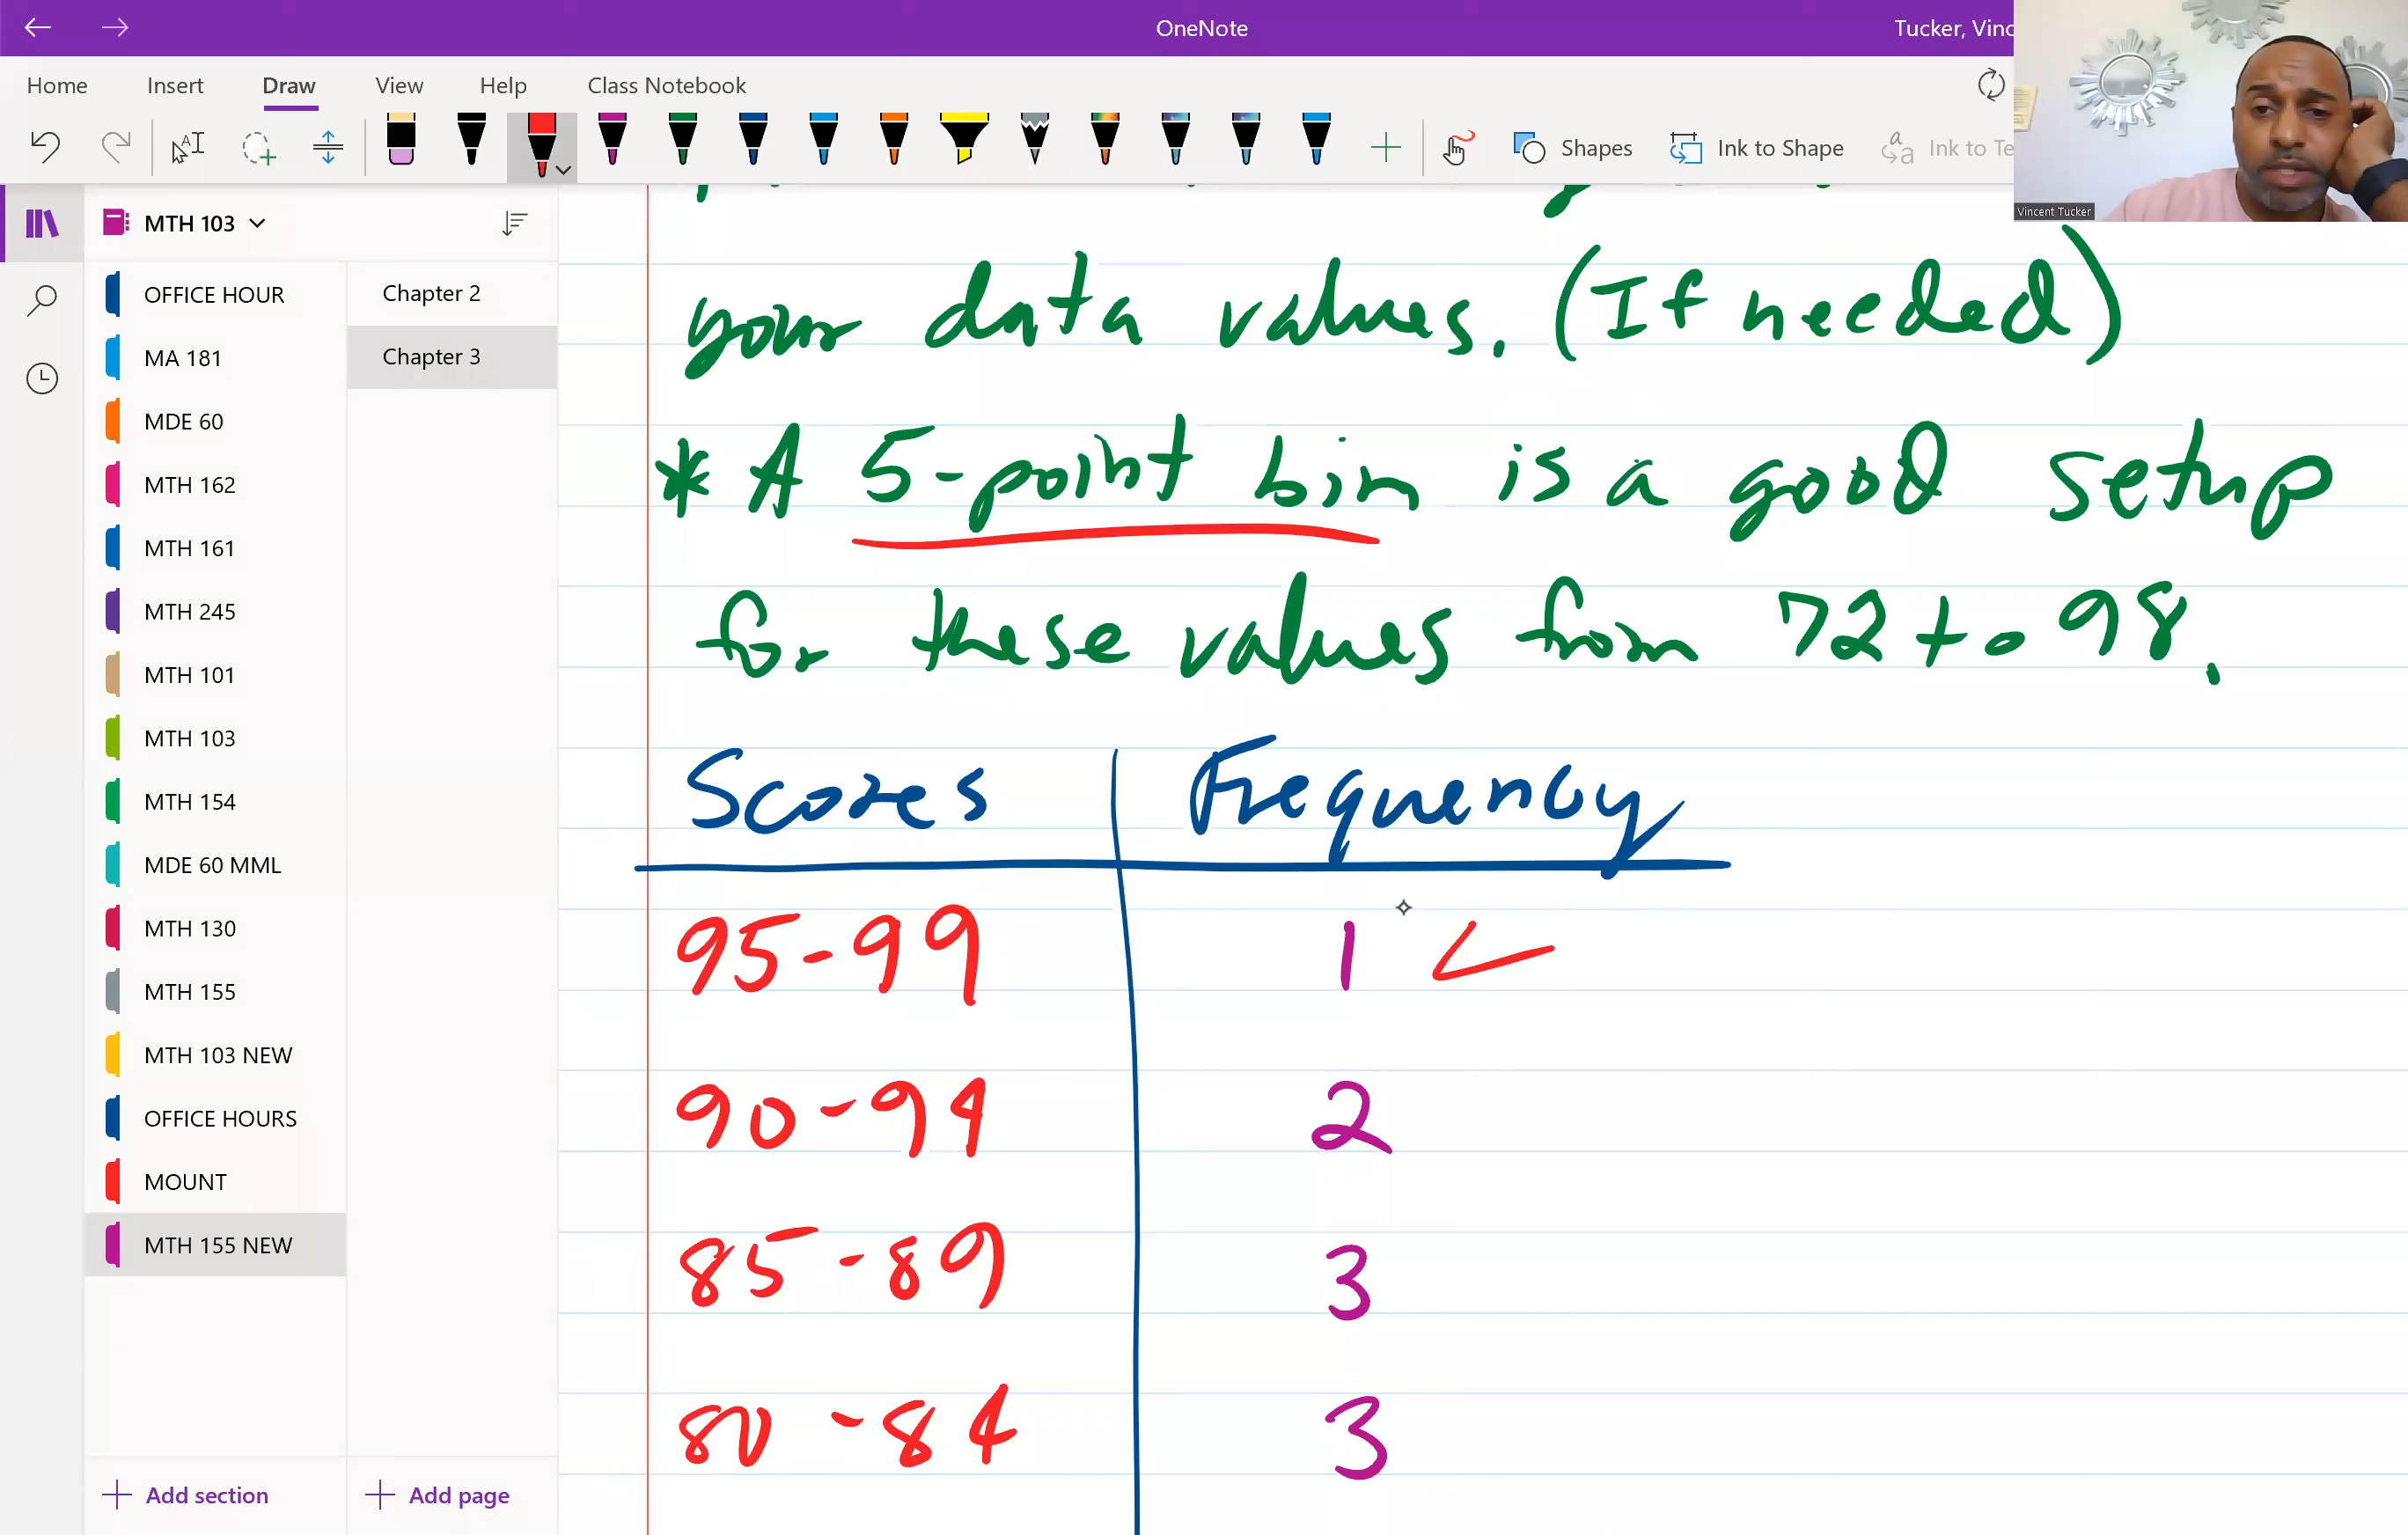 OneNote
Tucker, Vinc
Home Insert Draw View Help Class Notebook
Shapes Ink to Shape Ink to Te
Vincent Tucker
MTH 103
OFFICE HOUR
MA 181
MDE 60
MTH 162
MTH 161
MTH 245
MTH 101
MTH 103
MTH 154
MDE 60 MML
MTH 130
MTH 155
MTH 103 NEW
OFFICE HOURS
MOUNT
MTH 155 NEW
Add section
Chapter 2
Chapter 3
Add page
your data values. (If needed)
* A 5-point bin is a good setup
for these values from 72 to 98.
Scores Frequency
95-99 1
90-94 2
85-89 3
80-84 3